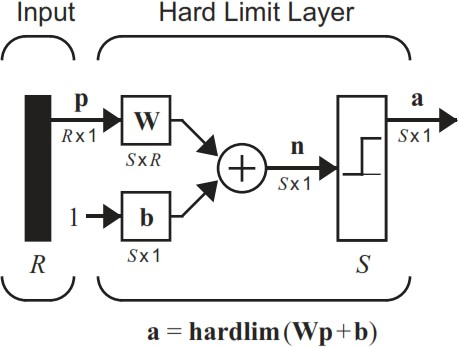 Input Hard Limit Layer
p a
W
R x 1 n S x 1
S x R
S x 1
1 b
S x 1
R S
a = hardlim(Wp+b)